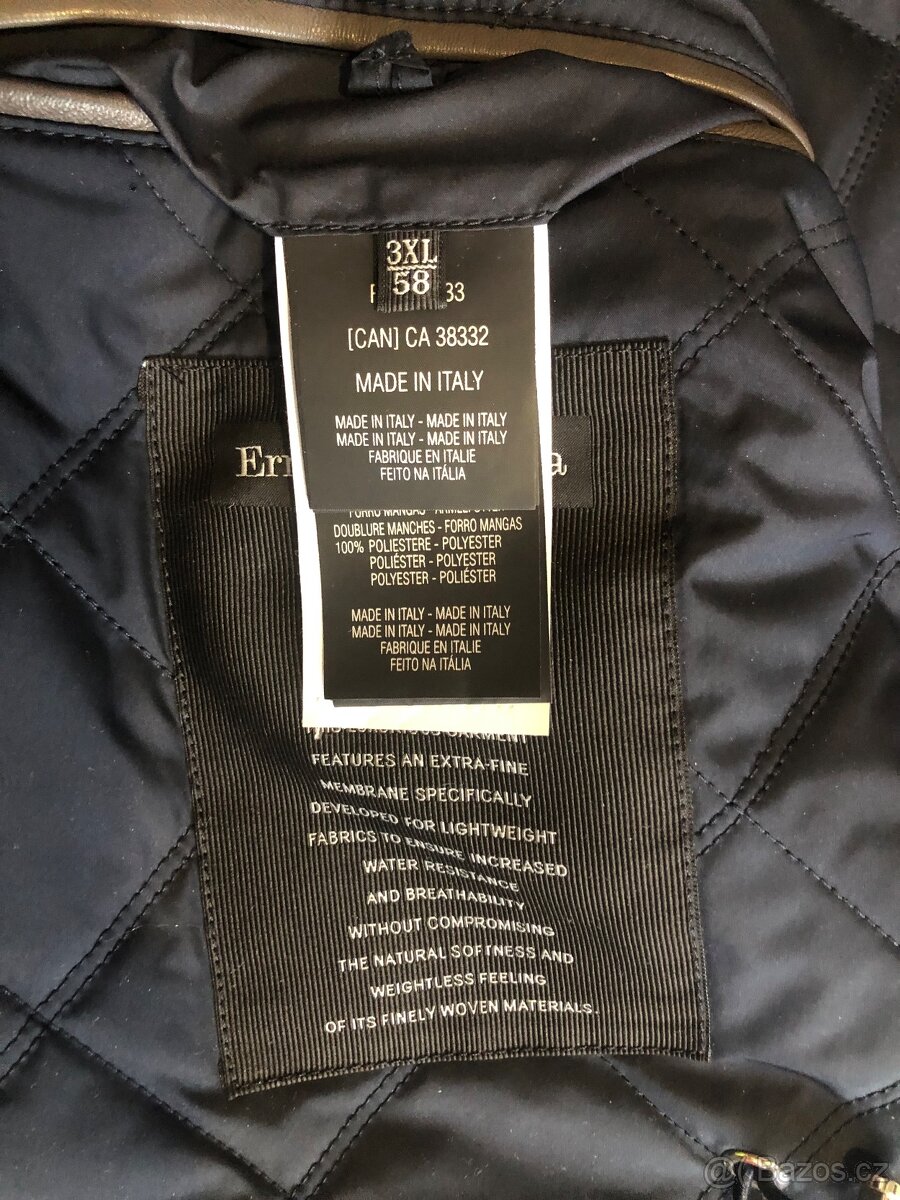 3XL
58
33
[CAN] CA 38332
MADE IN ITALY
MADE IN ITALY - MADE IN ITALY
MADE IN ITALY - MADE IN ITALY
FABRIQUE EN ITALIE
FEITO NA ITÁLIA
DOUBLURE MANCHES - FORRO MANGAS
100% POLIESTERE - POLYESTER
POLIÉSTER - POLYESTER
POLYESTER - POLIÉSTER
MADE IN ITALY - MADE IN ITALY
MADE IN ITALY - MADE IN ITALY
FABRIQUE EN ITALIE
FEITO NA ITÁLIA
GARMENT
FEATURES AN EXTRA-FINE
MEMBRANE SPECIFICALLY
DEVELOPED FOR LIGHTWEIGHT
FABRICS TO ENSURE INCREASED
WATER RESISTANCE
AND BREATHABILITY
WITHOUT COMPROMISING
THE NATURAL SOFTNESS AND
WEIGHTLESS FEELING
OF ITS FINELY WOVEN MATERIALS.
@ Bazos.cz